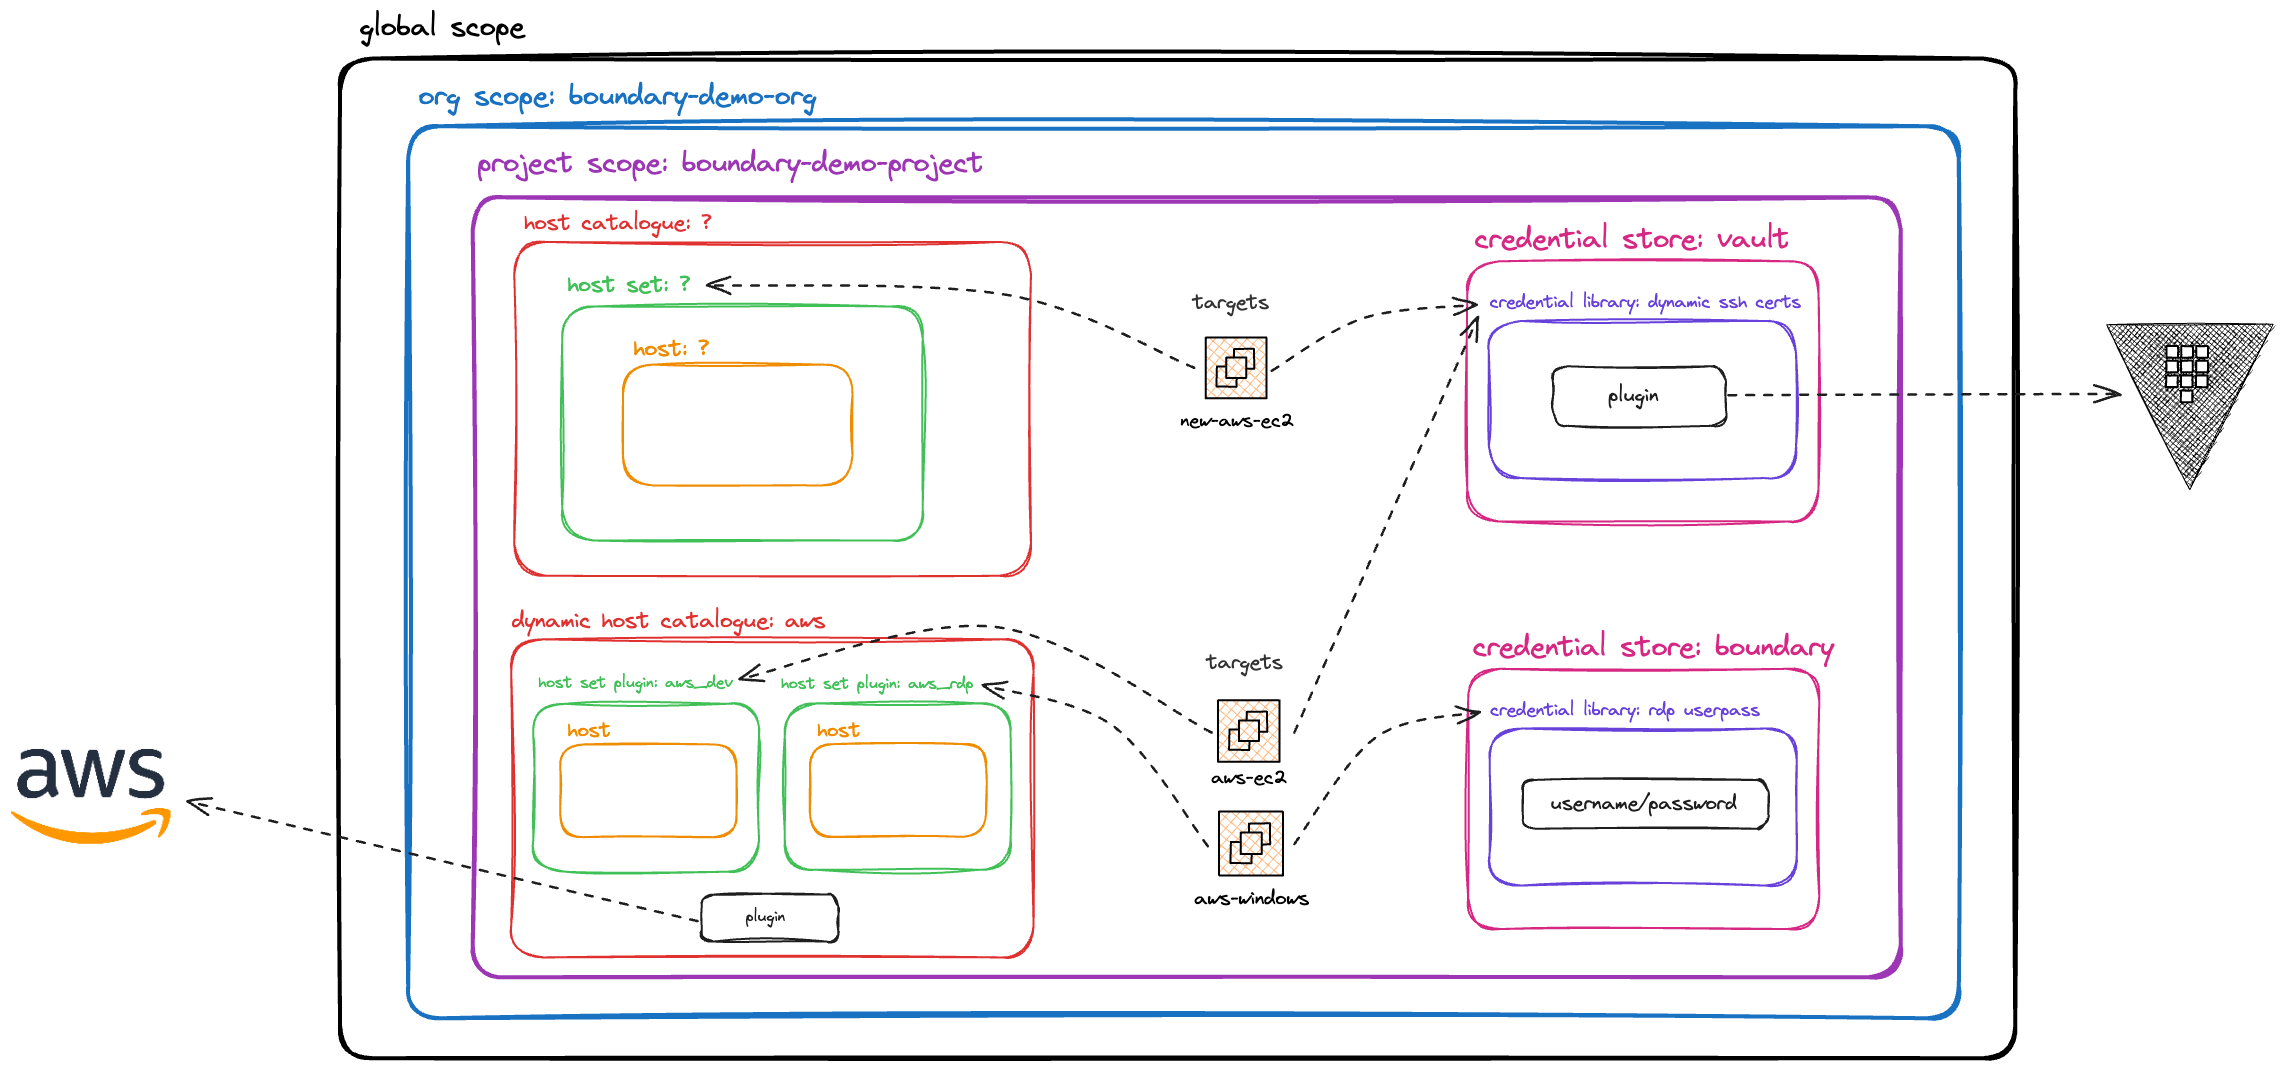 global scope
org scope: boundary-demo-org
project scope: boundary-demo-project
host catalogue: ?
host set: ?
host: ?
targets
new-aws-ec2
credential store: vault
credential library: dynamic ssh certs
plugin
dynamic host catalogue: aws
host set plugin: aws_dev
host
host set plugin: aws_rdp
host
plugin
aws
targets
aws-ec2
aws-windows
credential store: boundary
credential library: rdp userpass
username/password